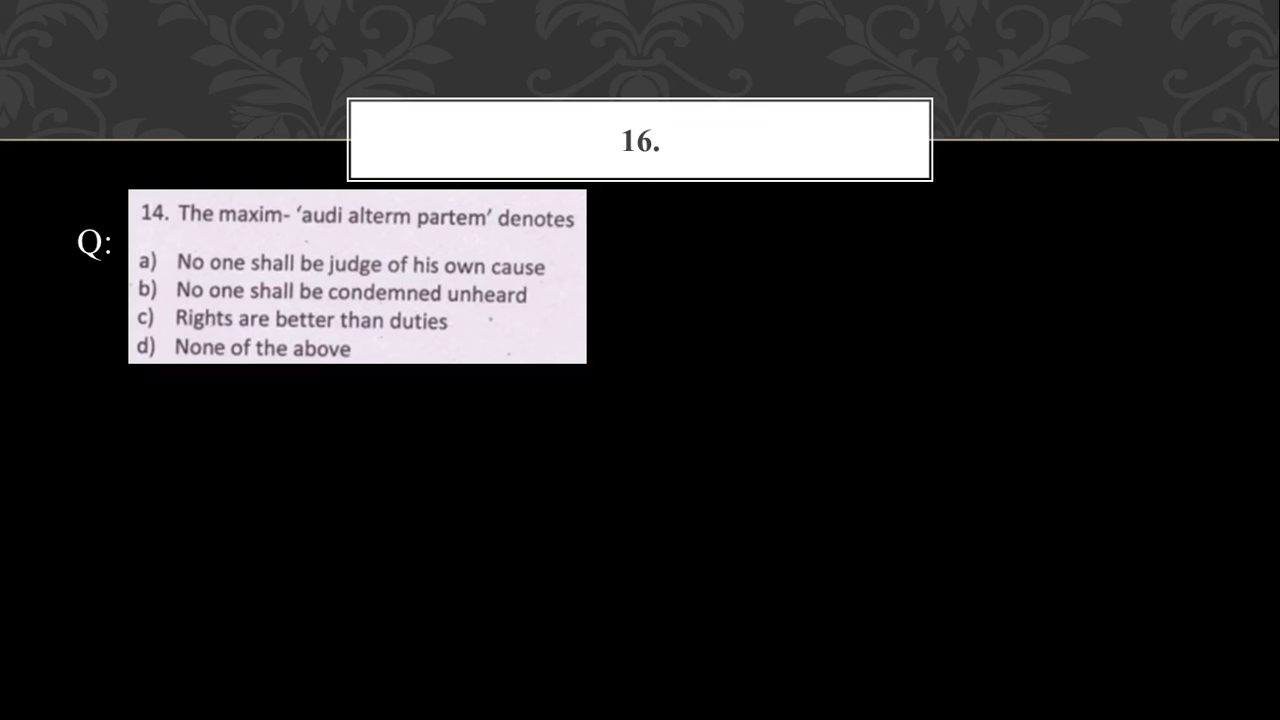 16.
Q:
14. The maxim- ‘audi alterm partem’ denotes
a) No one shall be judge of his own cause
b) No one shall be condemned unheard
c) Rights are better than duties
d) None of the above